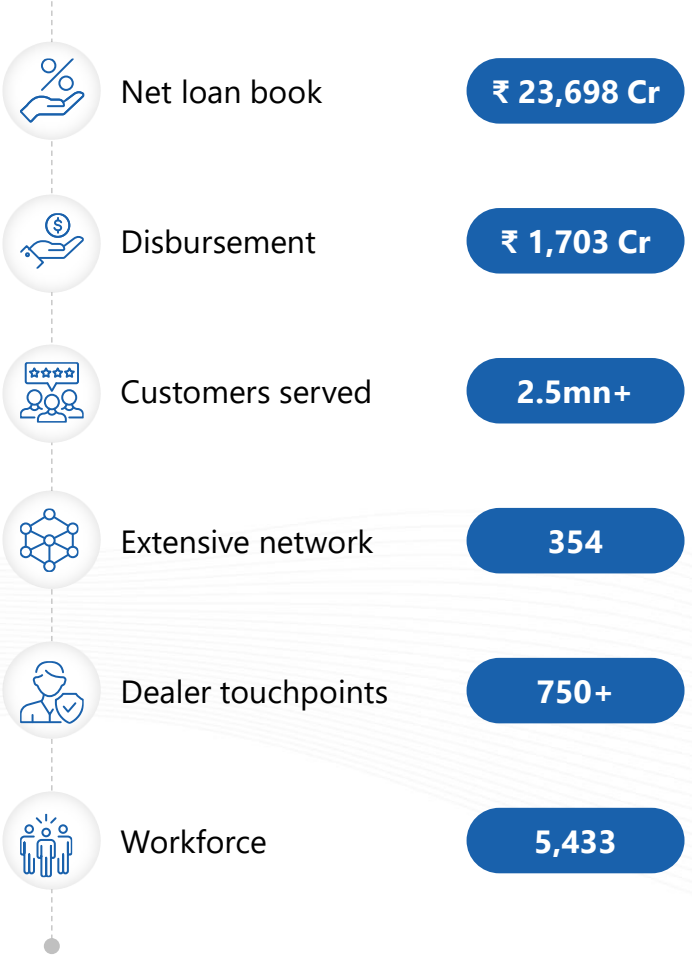 Net loan book
₹ 23,698 Cr
Disbursement
₹ 1,703 Cr
Customers served
2.5mn+
Extensive network
354
Dealer touchpoints
750+
Workforce
5,433